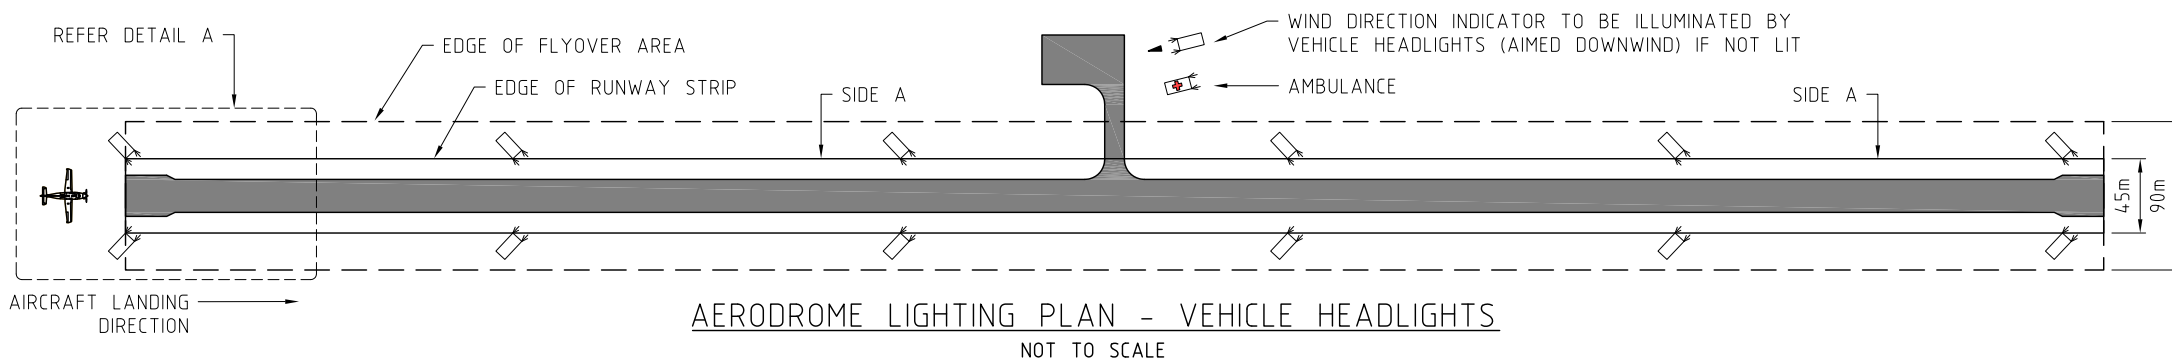 REFER DETAIL A
EDGE OF FLYOVER AREA
EDGE OF RUNWAY STRIP
SIDE A
WIND DIRECTION INDICATOR TO BE ILLUMINATED BY
VEHICLE HEADLIGHTS (AIMED DOWNWIND) IF NOT LIT
AMBULANCE
SIDE A
45m
90m
AIRCRAFT LANDING
DIRECTION
AERODROME LIGHTING PLAN - VEHICLE HEADLIGHTS
NOT TO SCALE